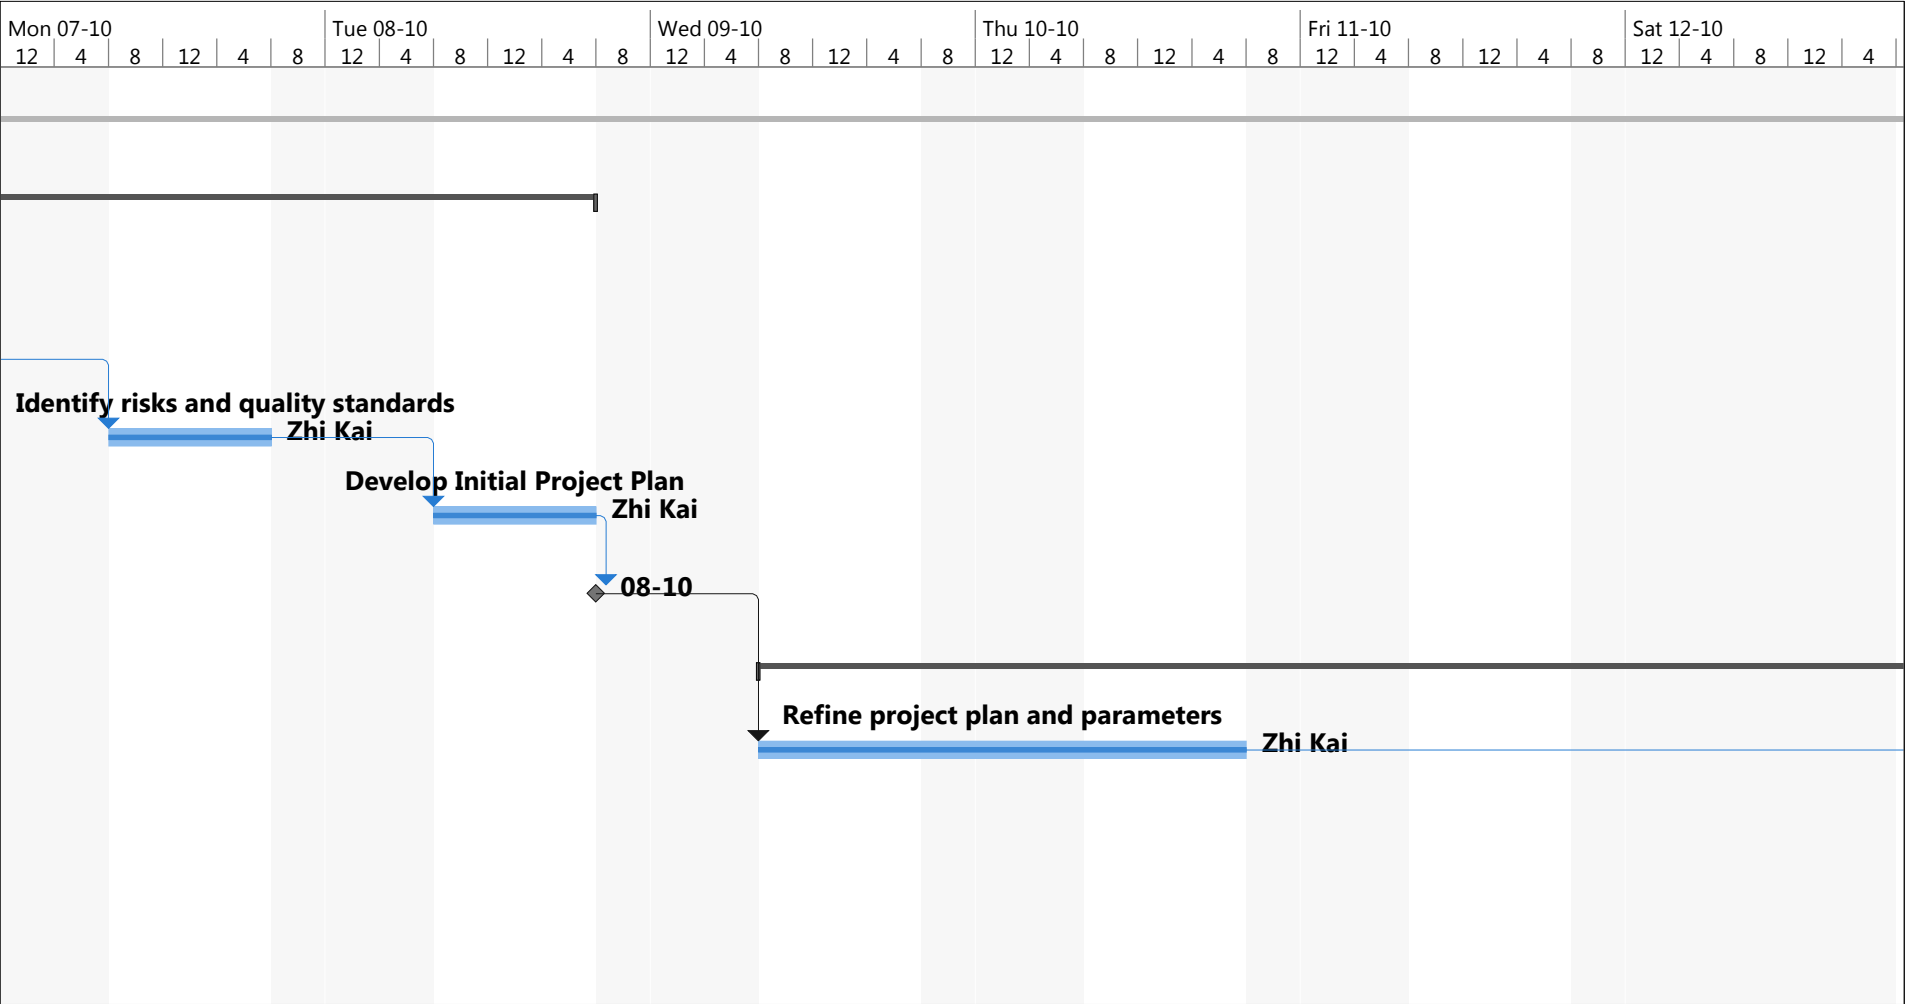 Mon 07-10 Tue 08-10 Wed 09-10 Thu 10-10 Fri 11-10 Sat 12-10
12 4 8 12 4 8 12 4 8 12 4 8 12 4 8 12 4 8 12 4 8 12 4 8 12 4 8 12 4 8 12 4 8 12 4
Identify risks and quality standards
Zhi Kai
Develop Initial Project Plan
Zhi Kai
08-10
Refine project plan and parameters
Zhi Kai